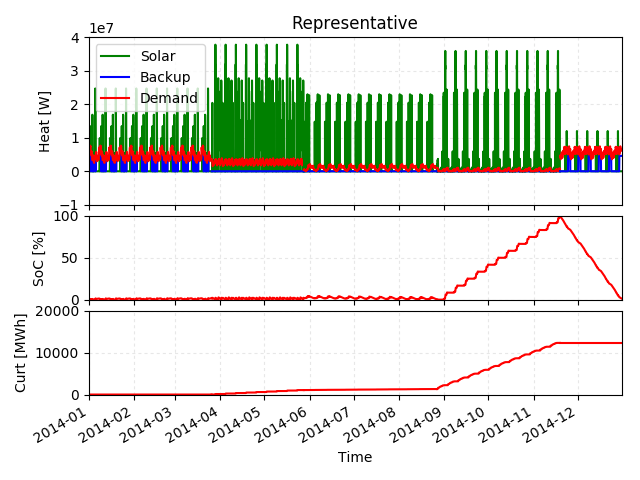 Representative
1e7
Solar
Backup
Demand
4
3
2
1
0
−1
Heat [W]
100
50
0
SoC [%]
20000
10000
0
Curt [MWh]
2014-01
2014-02
2014-03
2014-04
2014-05
2014-06
2014-07
2014-08
2014-09
2014-10
2014-11
2014-12
Time